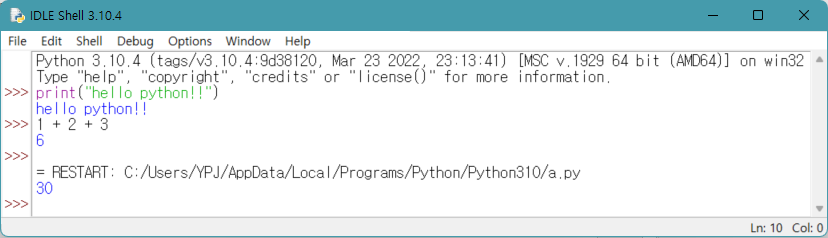 IDLE Shell 3.10.4
File Edit Shell Debug Options Window Help
Python 3.10.4 (tags/v3.10.4:9d38120, Mar 23 2022, 23:13:41) [MSC v.1929 64 bit (AMD64)] on win32
Type "help", "copyright", "credits" or "license()" for more information.
>>> print("hello python!!")
hello python!!
>>> 1 + 2 + 3
6
>>>
= RESTART: C:/Users/YPJ/AppData/Local/Programs/Python/Python310/a.py
30
>>>
Ln: 10 Col: 0